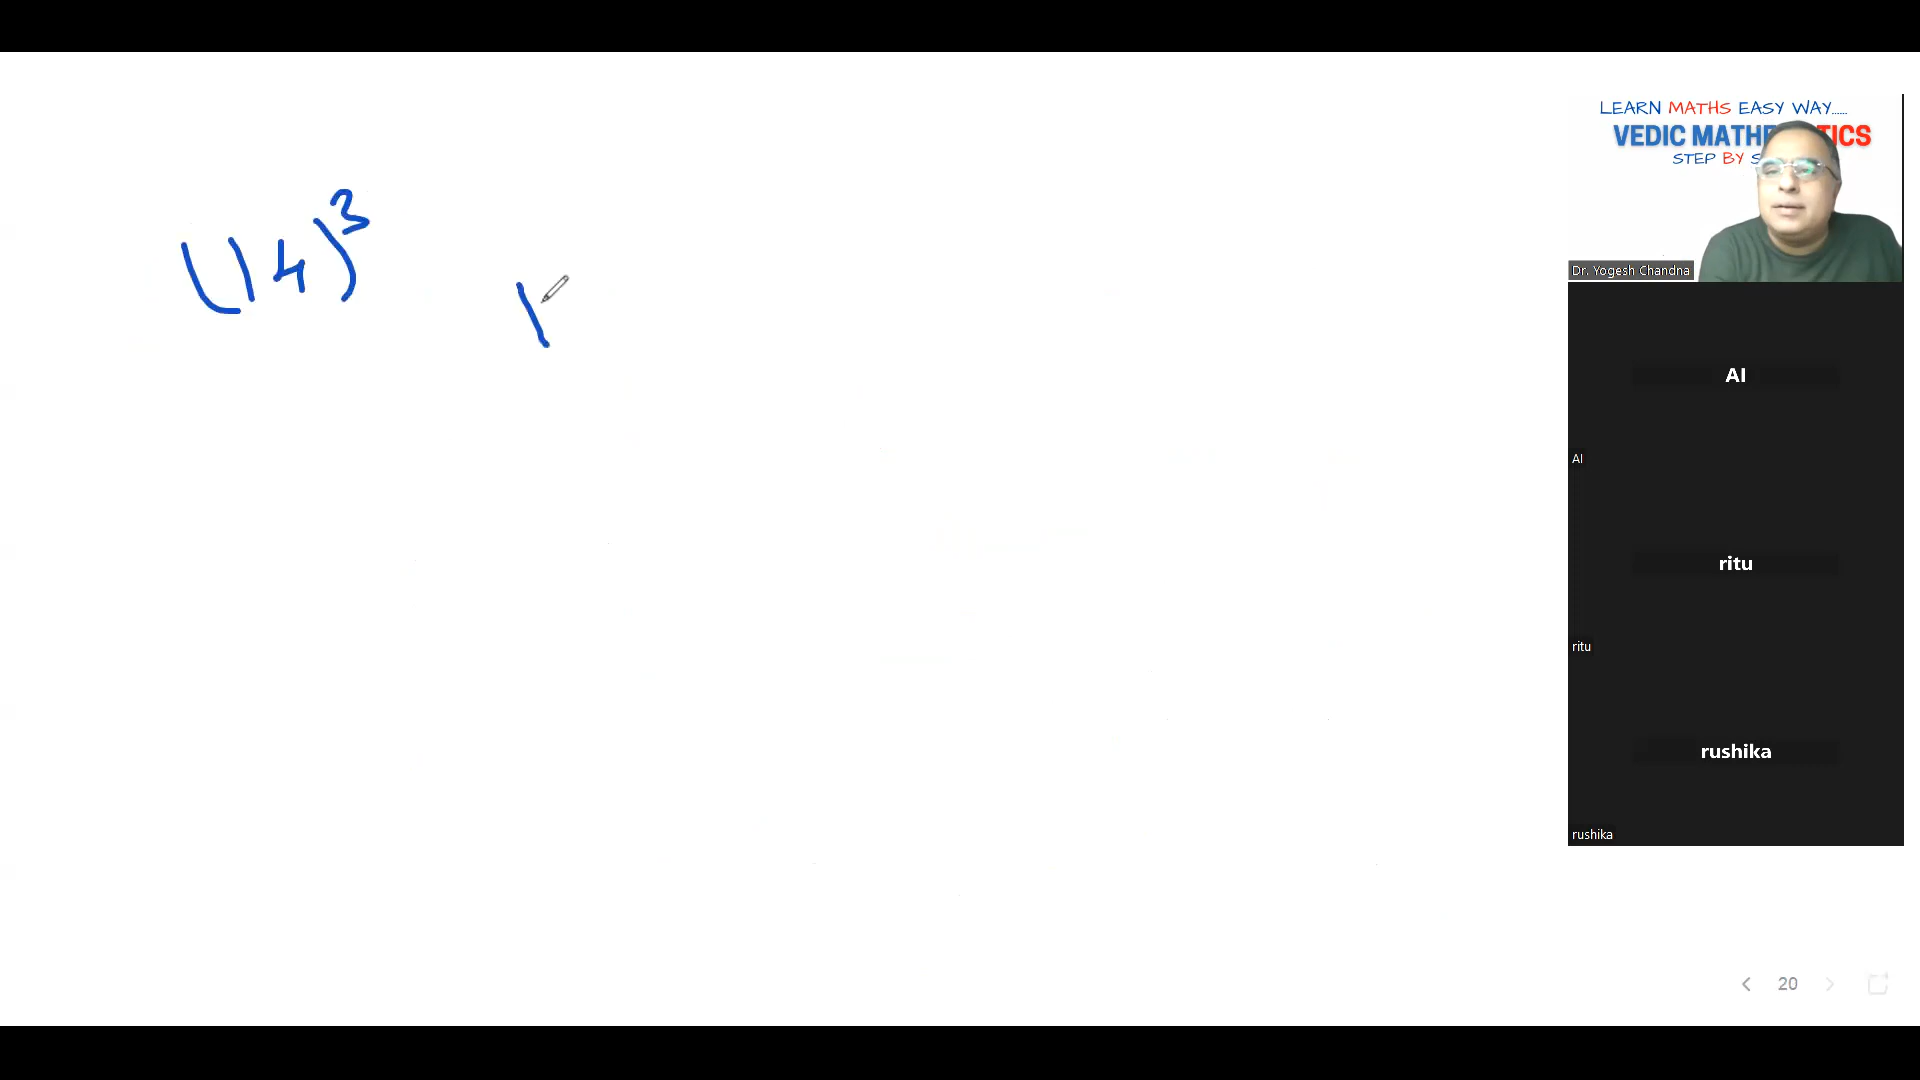 LEARN MATHS EASY WAY......
VEDIC MATHE TICS
STEP BY S
(14)³
1
Dr. Yogesh Chandna
AI
AI
ritu
ritu
rushika
rushika
20